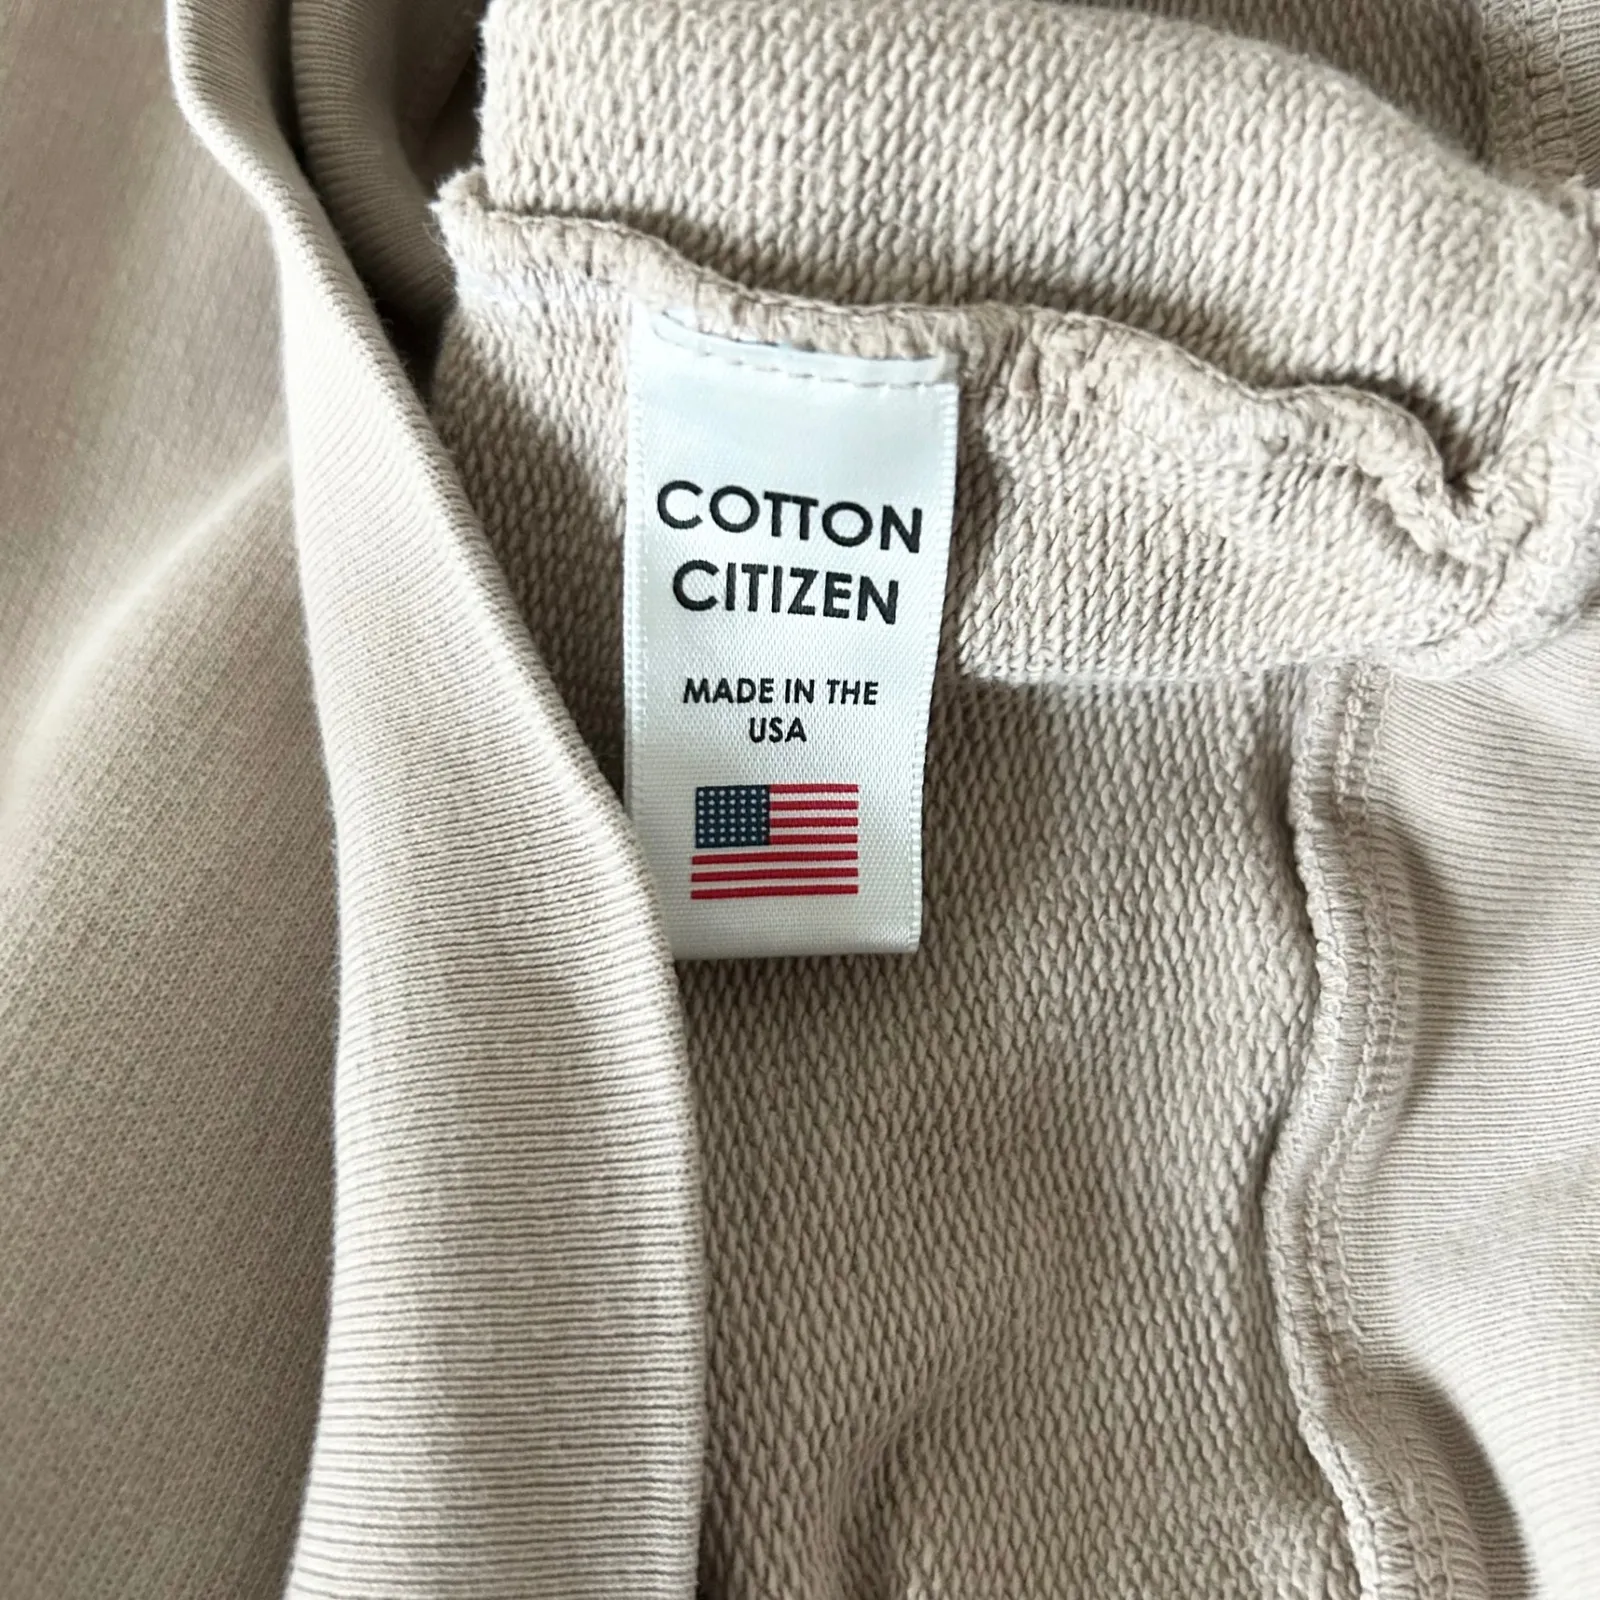 COTTON
CITIZEN
MADE IN THE
USA